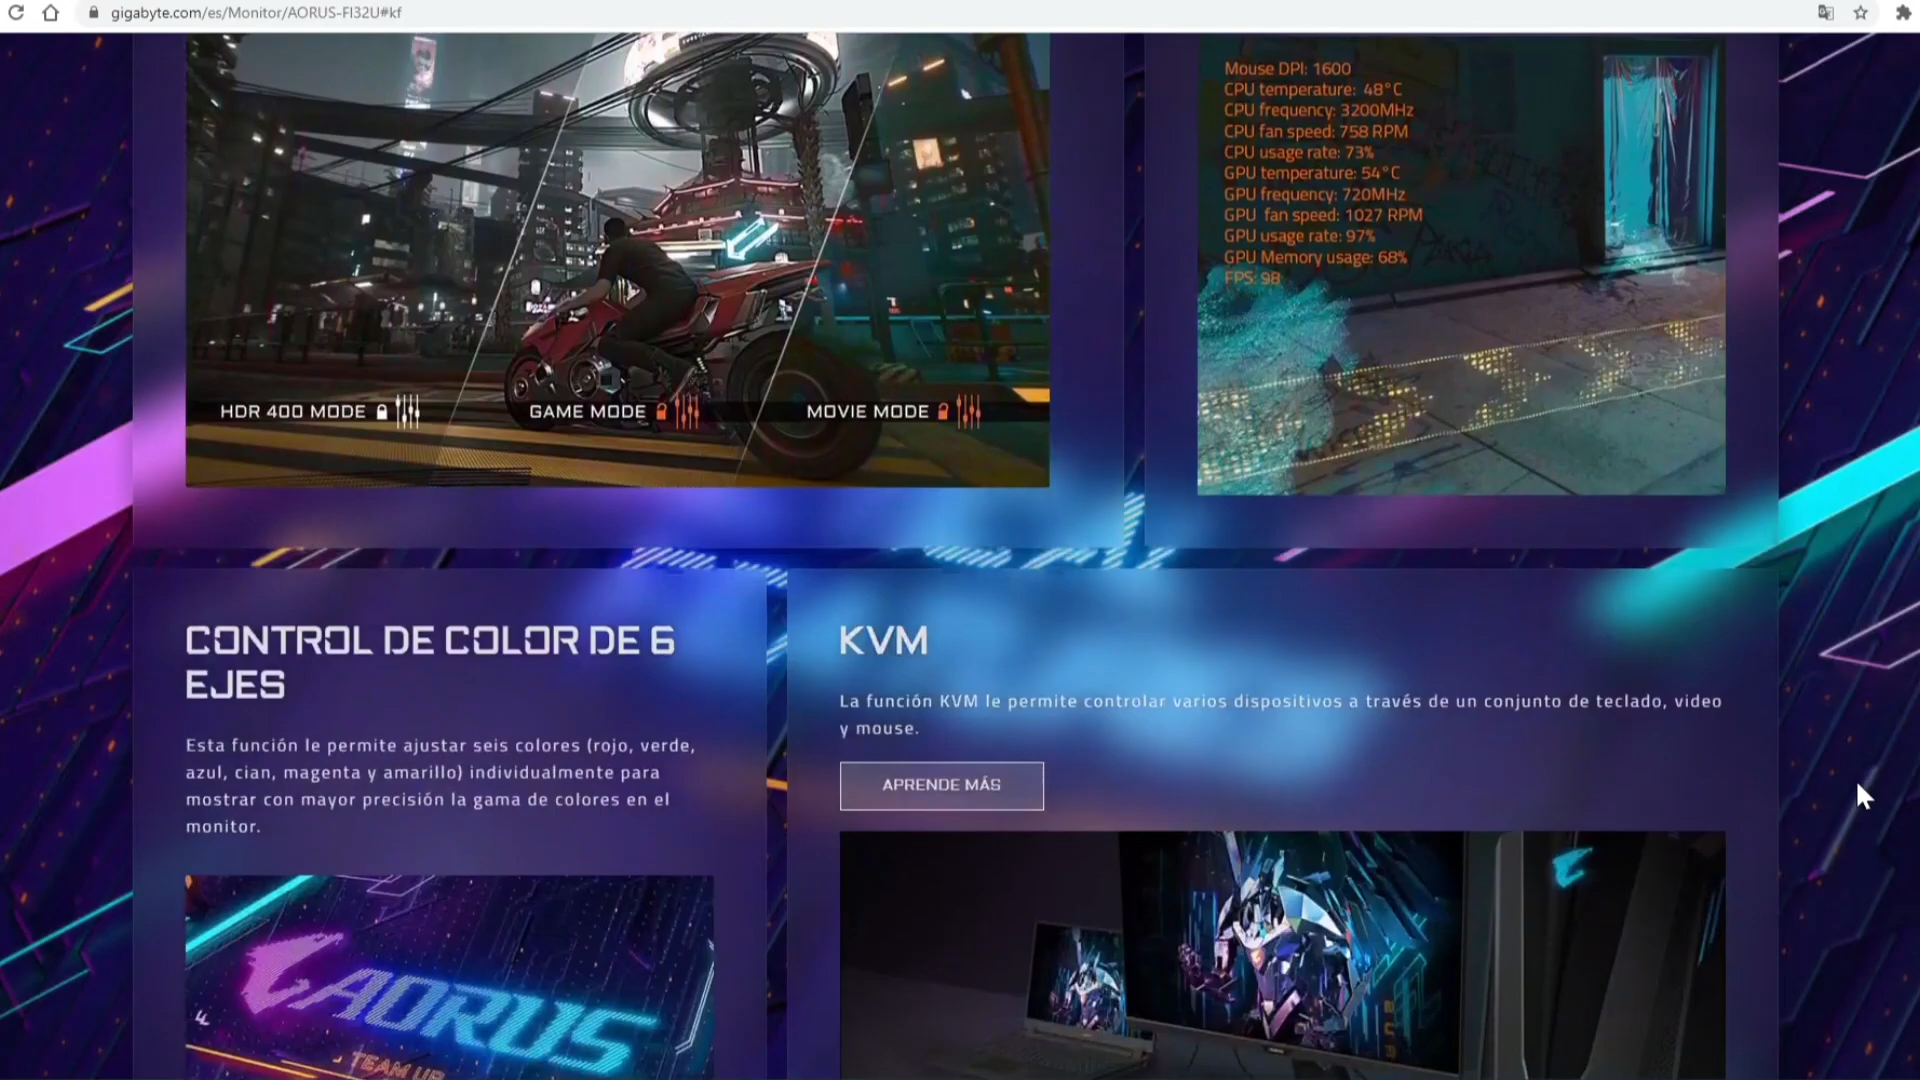 gigabyte.com/es/Monitor/AORUS-FI32U#kf
HDR 400 MODE
GAME MODE
MOVIE MODE
Mouse DPI: 1600
CPU temperature: 48°C
CPU frequency: 3200MHz
CPU fan speed: 758 RPM
CPU usage rate: 73%
GPU temperature: 54°C
GPU frequency: 720MHz
GPU fan speed: 1027 RPM
GPU usage rate: 97%
GPU Memory usage: 68%
FPS: 98
CONTROL DE COLOR DE 6
EJES
Esta función le permite ajustar seis colores (rojo, verde,
azul, cian, magenta y amarillo) individualmente para
mostrar con mayor precisión la gama de colores en el
monitor.
AORUS
TEAM UP
KVM
La función KVM le permite controlar varios dispositivos a través de un conjunto de teclado, video
y mouse.
APRENDE MÁS